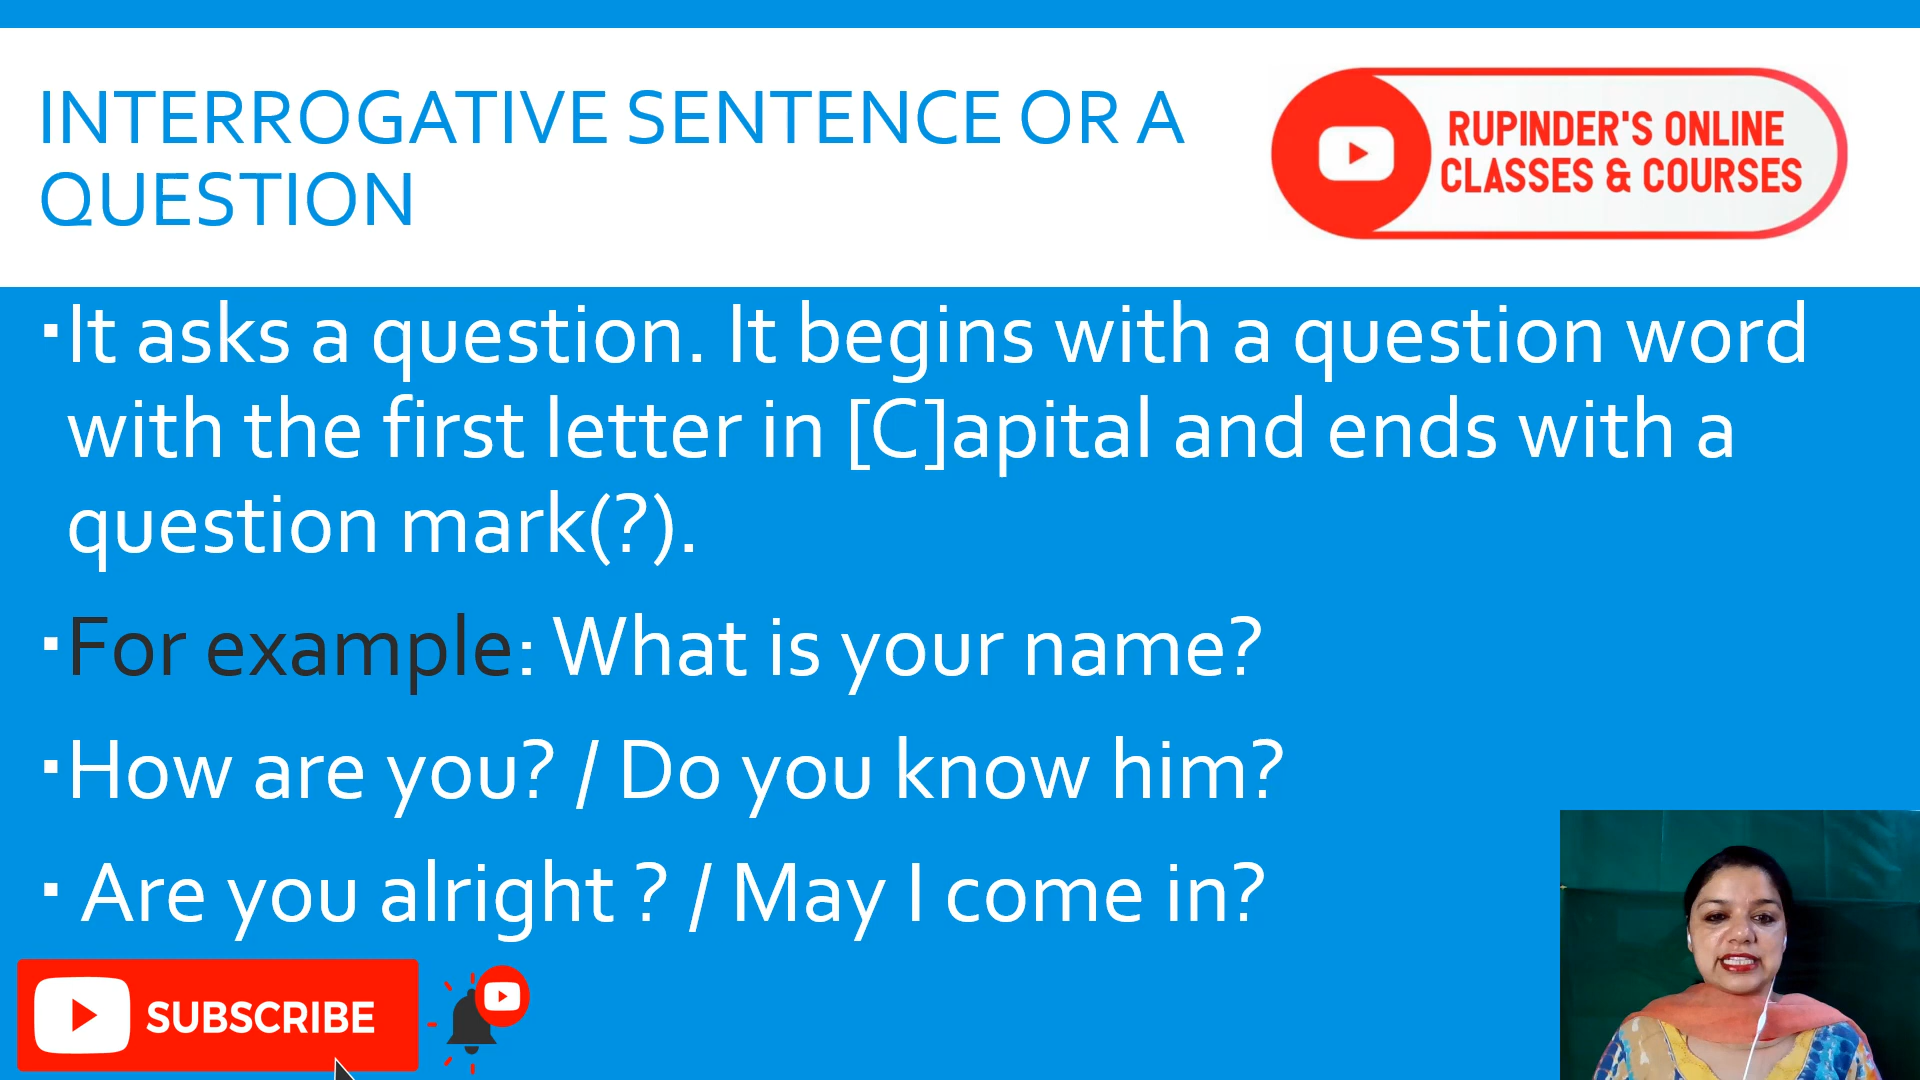 INTERROGATIVE SENTENCE OR A
QUESTION
RUPINDER'S ONLINE
CLASSES & COURSES
▪It asks a question. It begins with a question word
with the first letter in [C]apital and ends with a
question mark(?).
▪For example: What is your name?
▪How are you? / Do you know him?
▪ Are you alright ? / May I come in?
SUBSCRIBE